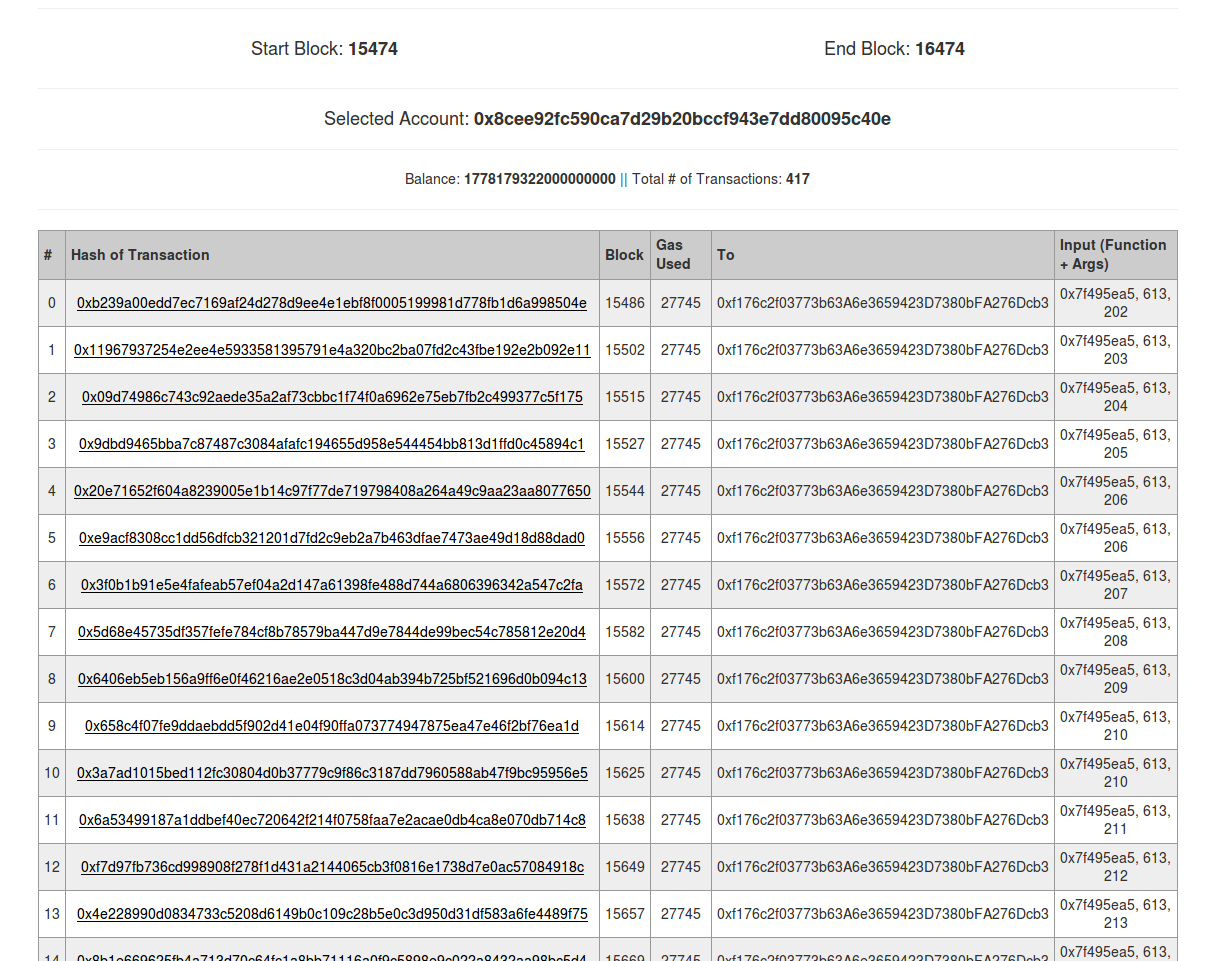 Start Block: 15474 End Block: 16474
Selected Account: 0x8cee92fc590ca7d29b20bccf943e7dd80095c40e
Balance: 1778179322000000000 || Total # of Transactions: 417
# Hash of Transaction Block Gas Used To Input (Function + Args)
0 0xb239a00edd7ec7169af24d278d9ee4e1ebf8f0005199981d778fb1d6a998504e 15486 27745 0xf176c2f03773b63A6e3659423D7380bFA276Dcb3 0x7f495ea5, 613, 202
1 0x11967937254e2ee4e5933581395791e4a320bc2ba07fd2c43fbe192e2b092e11 15502 27745 0xf176c2f03773b63A6e3659423D7380bFA276Dcb3 0x7f495ea5, 613, 203
2 0x09d74986c743c92aede35a2af73cbbc1f74f0a6962e75eb7fb2c499377c5f175 15515 27745 0xf176c2f03773b63A6e3659423D7380bFA276Dcb3 0x7f495ea5, 613, 204
3 0x9dbd9465bba7c87487c3084afafc194655d958e544454bb813d1ffd0c45894c1 15527 27745 0xf176c2f03773b63A6e3659423D7380bFA276Dcb3 0x7f495ea5, 613, 205
4 0x20e71652f604a8239005e1b14c97f77de719798408a264a49c9aa23aa8077650 15544 27745 0xf176c2f03773b63A6e3659423D7380bFA276Dcb3 0x7f495ea5, 613, 206
5 0xe9acf8308cc1dd56dfcb321201d7fd2c9eb2a7b463dfae7473ae49d18d88dad0 15556 27745 0xf176c2f03773b63A6e3659423D7380bFA276Dcb3 0x7f495ea5, 613, 206
6 0x3f0b1b91e5e4fafeab57ef04a2d147a61398fe488d744a6806396342a547c2fa 15572 27745 0xf176c2f03773b63A6e3659423D7380bFA276Dcb3 0x7f495ea5, 613, 207
7 0x5d68e45735df357fefe784cf8b78579ba447d9e7844de99bec54c785812e20d4 15582 27745 0xf176c2f03773b63A6e3659423D7380bFA276Dcb3 0x7f495ea5, 613, 208
8 0x6406eb5eb156a9ff6e0f46216ae2e0518c3d04ab394b725bf521696d0b094c13 15600 27745 0xf176c2f03773b63A6e3659423D7380bFA276Dcb3 0x7f495ea5, 613, 209
9 0x658c4f07fe9ddaebdd5f902d41e04f90ffa073774947875ea47e46f2bf76ea1d 15614 27745 0xf176c2f03773b63A6e3659423D7380bFA276Dcb3 0x7f495ea5, 613, 210
10 0x3a7ad1015bed112fc30804d0b37779c9f86c3187dd7960588ab47f9bc95956e5 15625 27745 0xf176c2f03773b63A6e3659423D7380bFA276Dcb3 0x7f495ea5, 613, 210
11 0x6a53499187a1ddbef40ec720642f214f0758faa7e2acae0db4ca8e070db714c8 15638 27745 0xf176c2f03773b63A6e3659423D7380bFA276Dcb3 0x7f495ea5, 613, 211
12 0xf7d97fb736cd998908f278f1d431a2144065cb3f0816e1738d7e0ac57084918c 15649 27745 0xf176c2f03773b63A6e3659423D7380bFA276Dcb3 0x7f495ea5, 613, 212
13 0x4e228990d0834733c5208d6149b0c109c28b5e0c3d950d31df583a6fe4489f75 15657 27745 0xf176c2f03773b63A6e3659423D7380bFA276Dcb3 0x7f495ea5, 613, 213
14 15669 27745 0xf176c2f03773b63A6e3659423D7380bFA276Dcb3 0x7f495ea5, 613,